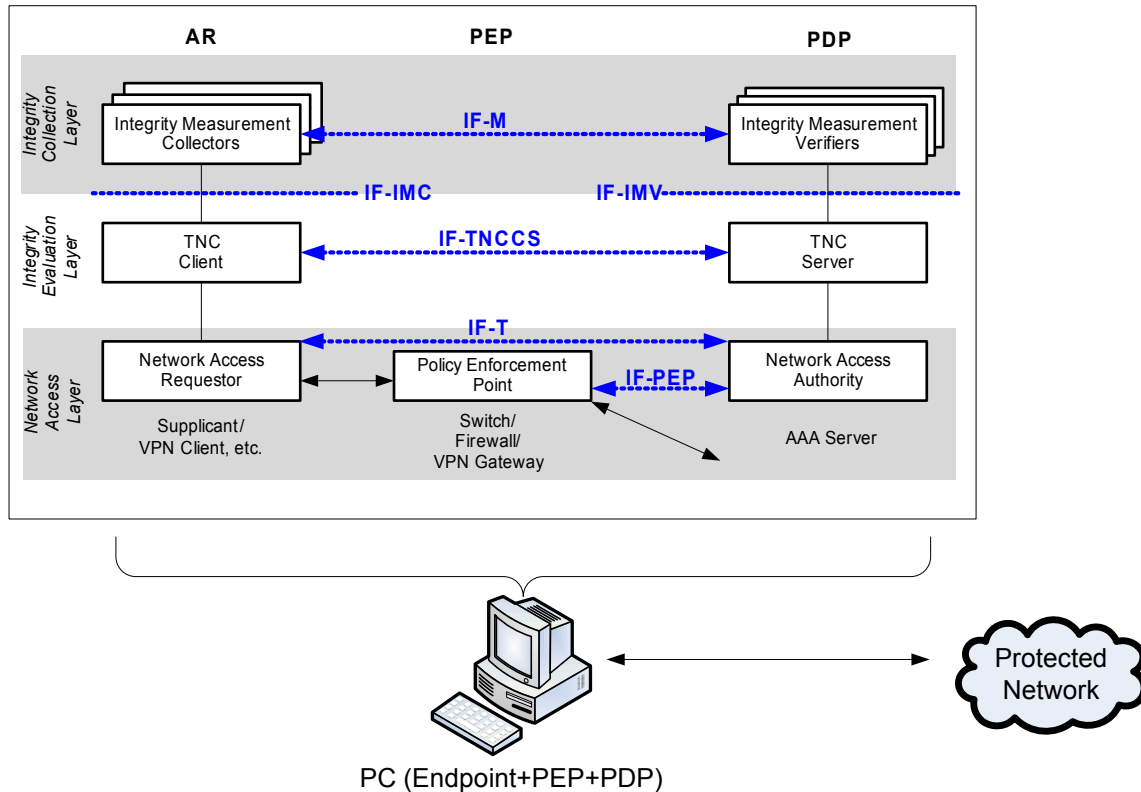 AR
PEP
PDP
Integrity
Collection
Layer
Integrity Measurement
Collectors
IF-M
Integrity Measurement
Verifiers
IF-IMC
IF-IMV
Integrity
Evaluation
Layer
TNC
Client
IF-TNCCS
TNC
Server
Network
Access
Layer
IF-T
Network Access
Requestor
Policy Enforcement
Point
IF-PEP
Network Access
Authority
Supplicant/
VPN Client, etc.
Switch/
Firewall/
VPN Gateway
AAA Server
Protected
Network
PC (Endpoint+PEP+PDP)